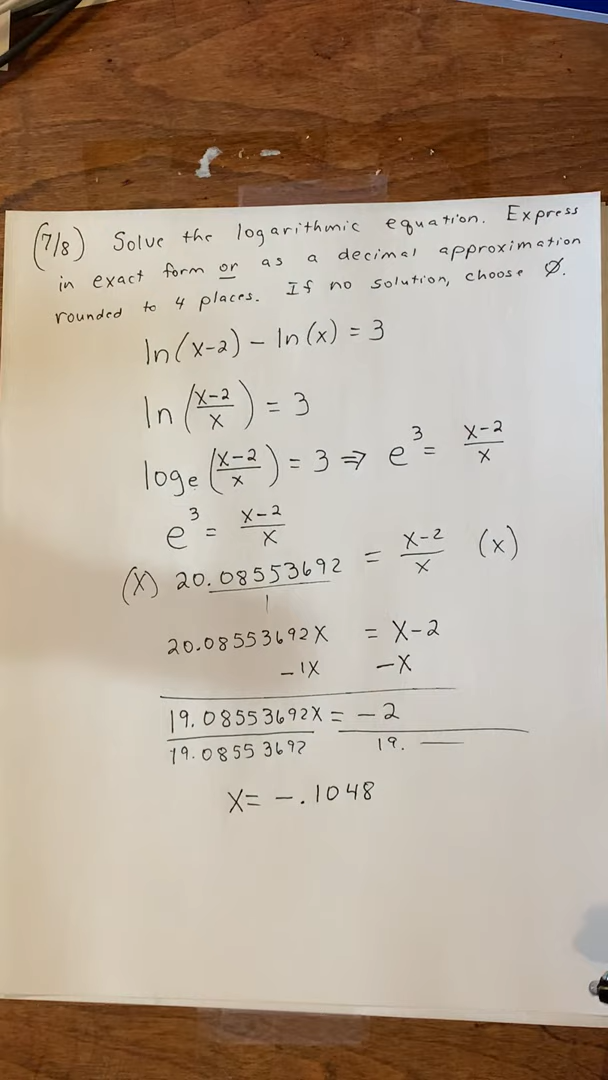 (7/8) Solve the logarithmic equation. Express
in exact form or as a decimal approximation
rounded to 4 places. If no solution, choose Ø.
ln(x-2) - ln(x) = 3
ln(x-2/x) = 3
logₑ(x-2/x) = 3 ⇒ e³ = x-2/x
e³ = x-2/x
(x) 20.08553692/1 = x-2/x (x)
20.08553692x = x-2
-1x -x
19.08553692x = -2
19.08553692 19. —
x = -.1048